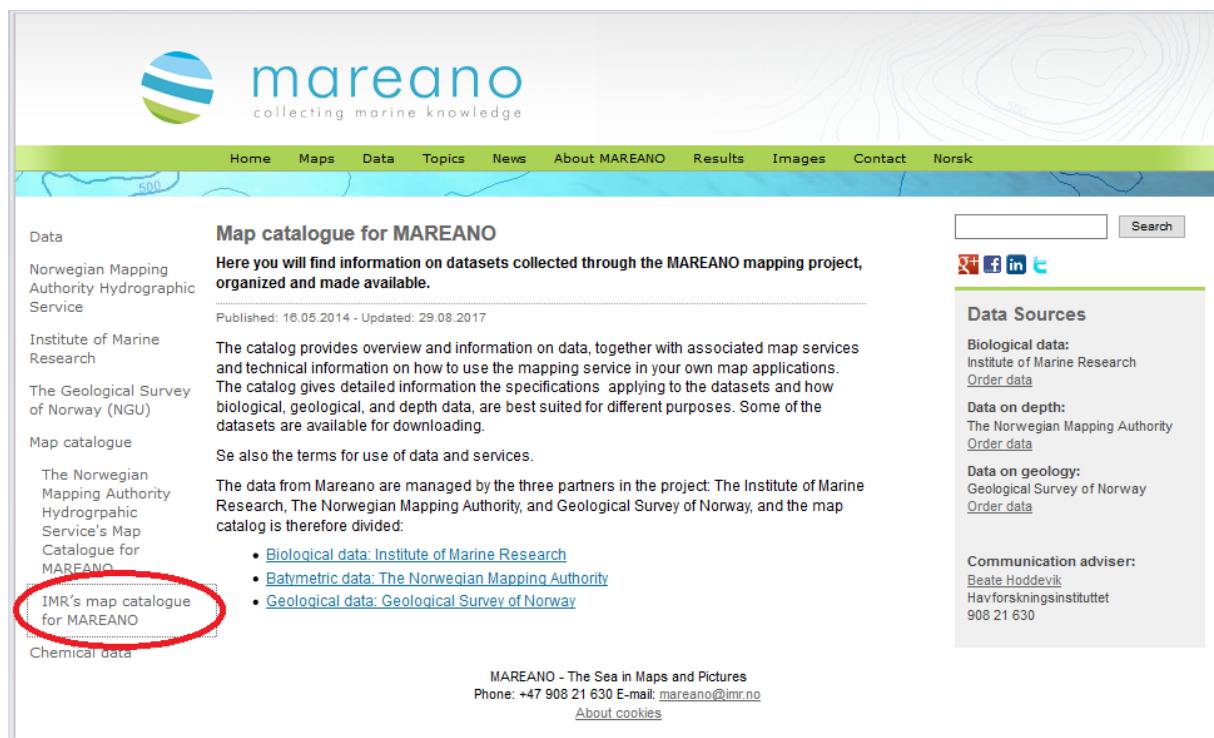 mareano
collecting marine knowledge
500
Home Maps Data Topics News About MAREANO Results Images Contact Norsk
500
Data
Norwegian Mapping
Authority Hydrographic
Service
Institute of Marine
Research
The Geological Survey
of Norway (NGU)
Map catalogue
The Norwegian
Mapping Authority
Hydrogrpahic
Service's Map
Catalogue for
MAREANO
IMR's map catalogue
for MAREANO
Chemical data
Map catalogue for MAREANO
Here you will find information on datasets collected through the MAREANO mapping project,
organized and made available.
Published: 16.05.2014 - Updated: 29.08.2017
The catalog provides overview and information on data, together with associated map services
and technical information on how to use the mapping service in your own map applications.
The catalog gives detailed information the specifications applying to the datasets and how
biological, geological, and depth data, are best suited for different purposes. Some of the
datasets are available for downloading.
Se also the terms for use of data and services.
The data from Mareano are managed by the three partners in the project: The Institute of Marine
Research, The Norwegian Mapping Authority, and Geological Survey of Norway, and the map
catalog is therefore divided:
• Biological data: Institute of Marine Research
• Batymetric data: The Norwegian Mapping Authority
• Geological data: Geological Survey of Norway
Search
g+ f in t
Data Sources
Biological data:
Institute of Marine Research
Order data
Data on depth:
The Norwegian Mapping Authority
Order data
Data on geology:
Geological Survey of Norway
Order data
Communication adviser:
Beate Hoddevik
Havforskningsinstituttet
908 21 630
MAREANO - The Sea in Maps and Pictures
Phone: +47 908 21 630 E-mail: mareano@imr.no
About cookies